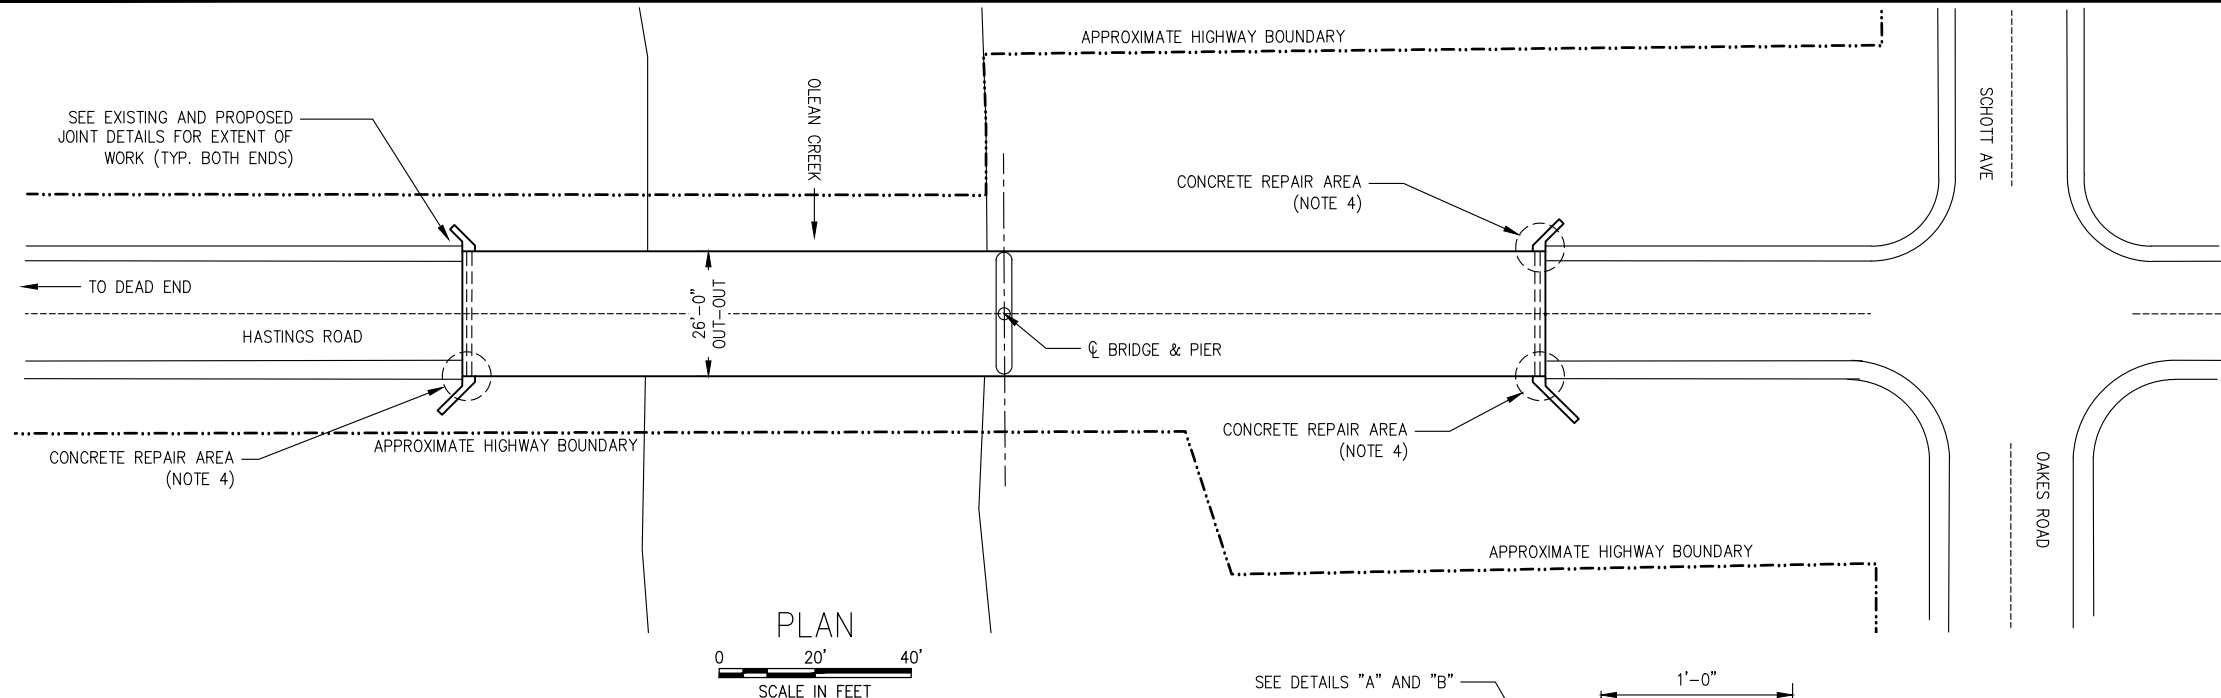 APPROXIMATE HIGHWAY BOUNDARY
SEE EXISTING AND PROPOSED
JOINT DETAILS FOR EXTENT OF
WORK (TYP. BOTH ENDS)
OLEAN CREEK
SCHOTT AVE
CONCRETE REPAIR AREA
(NOTE 4)
TO DEAD END
HASTINGS ROAD
26'-0"
OUT-OUT
℄ BRIDGE & PIER
CONCRETE REPAIR AREA
(NOTE 4)
APPROXIMATE HIGHWAY BOUNDARY
CONCRETE REPAIR AREA
(NOTE 4)
OAKES ROAD
APPROXIMATE HIGHWAY BOUNDARY
PLAN
0 20' 40'
SCALE IN FEET
SEE DETAILS "A" AND "B"
1'-0"